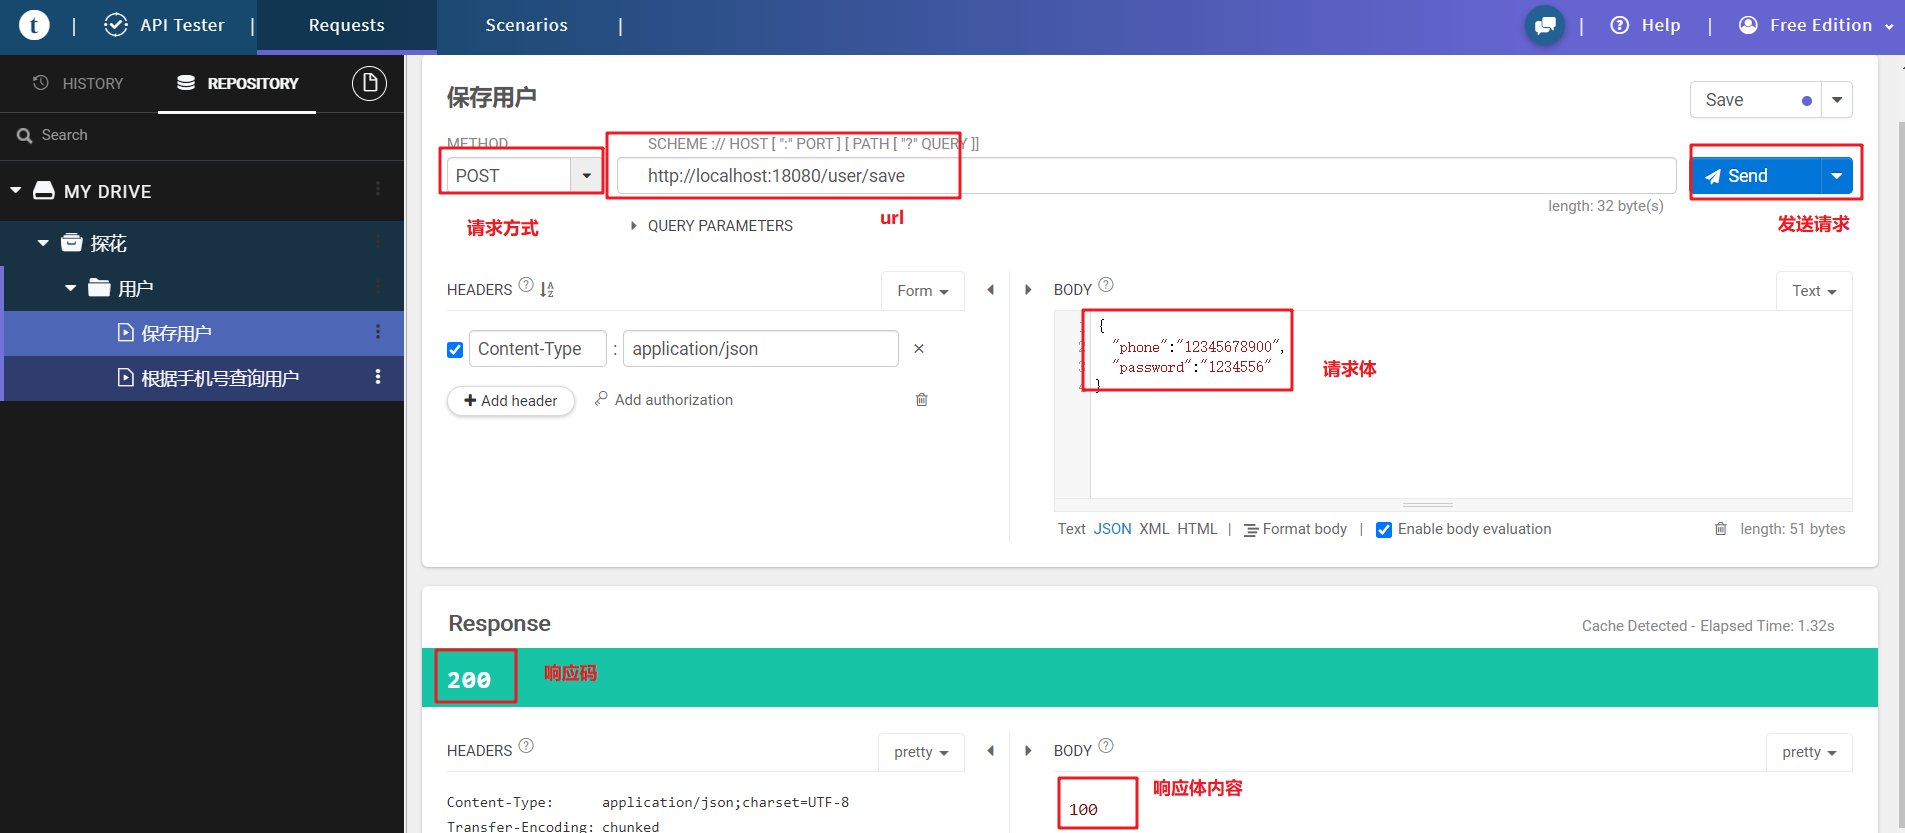 t | API Tester | Requests Scenarios | | Help | Free Edition
HISTORY REPOSITORY
Search
MY DRIVE
探花
用户
保存用户
根据手机号查询用户
保存用户
Save
METHOD SCHEME :// HOST [ ":" PORT ] [ PATH [ "?" QUERY ]]
POST http://localhost:18080/user/save Send
length: 32 byte(s)
请求方式 QUERY PARAMETERS url 发送请求
HEADERS ? Form BODY ? Text
Content-Type : application/json ×
Add header Add authorization
1 {
2 "phone":"12345678900",
3 "password":"1234556"
4 }
请求体
Text JSON XML HTML | Format body | Enable body evaluation length: 51 bytes
Response
Cache Detected - Elapsed Time: 1.32s
200 响应码
HEADERS ? pretty BODY ? pretty
Content-Type: application/json;charset=UTF-8
Transfer-Encoding: chunked
100 响应体内容